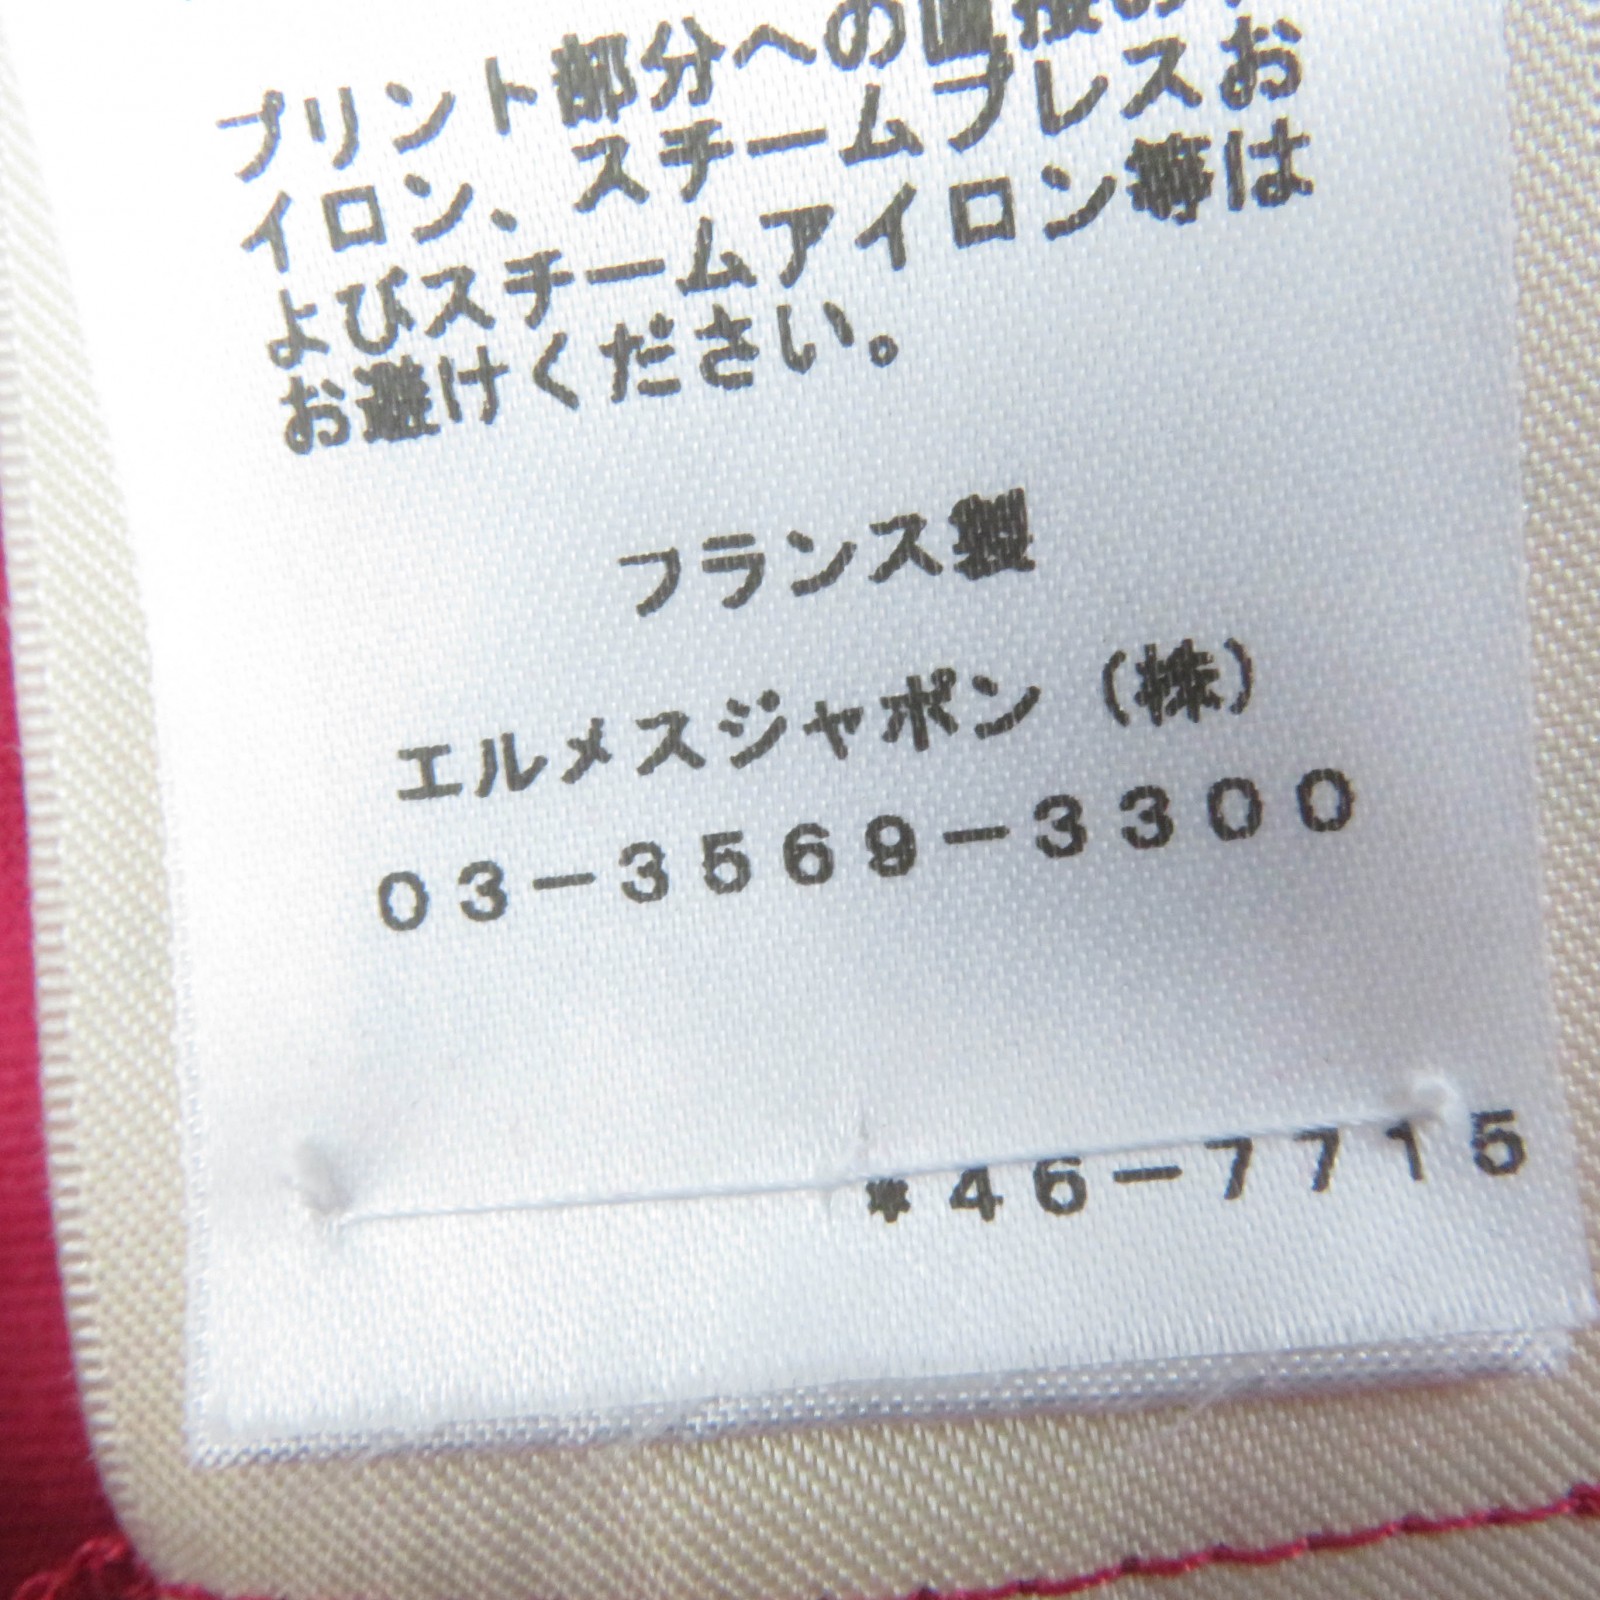 プリント部分への直接のア
イロン、スチームプレスお
よびスチームアイロン等は
お避けください。
フランス製
エルメスジャポン（株）
03-3569-3300
*46-7715